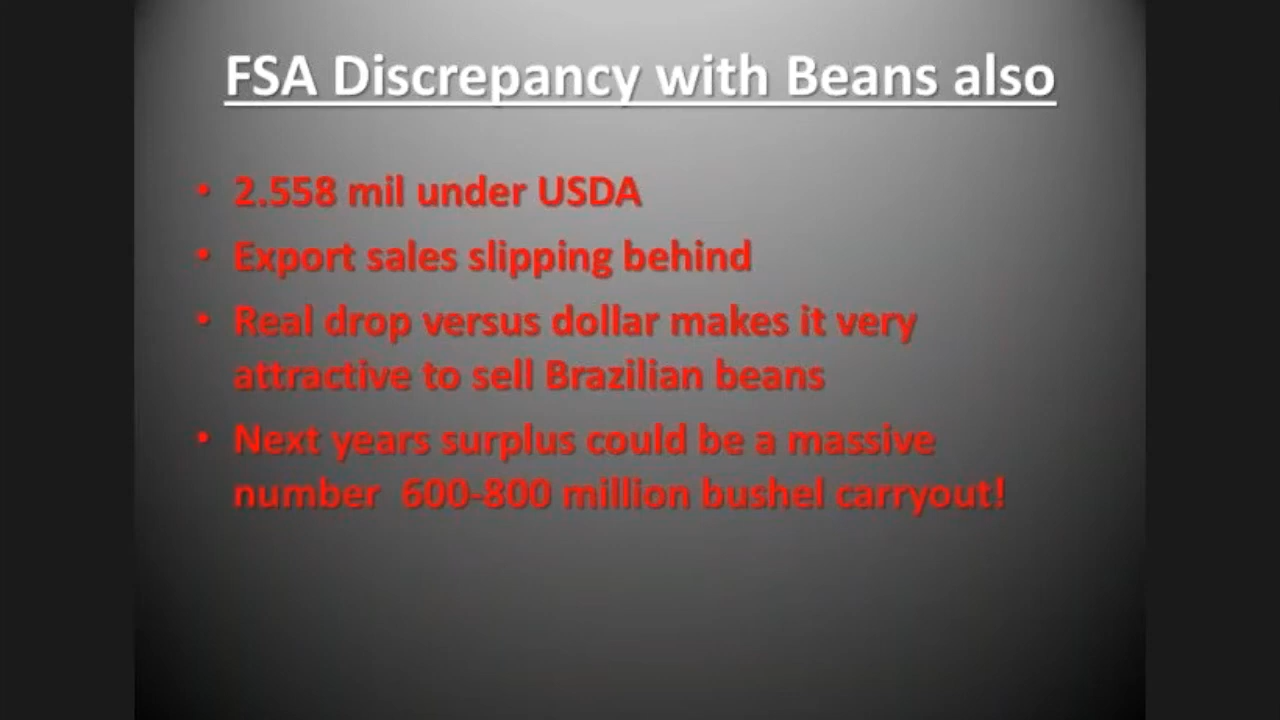 FSA Discrepancy with Beans also
• 2.558 mil under USDA
• Export sales slipping behind
• Real drop versus dollar makes it very
attractive to sell Brazilian beans
• Next years surplus could be a massive
number  600-800 million bushel carryout!